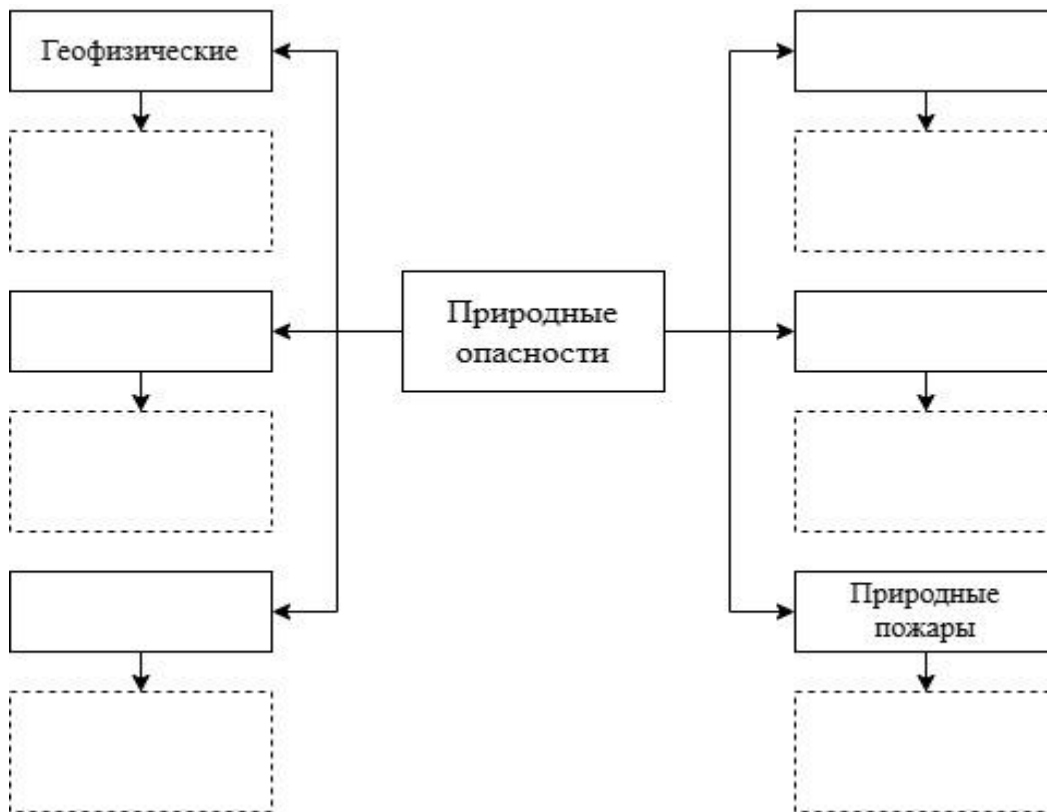 Геофизические
Природные
опасности
Природные
пожары